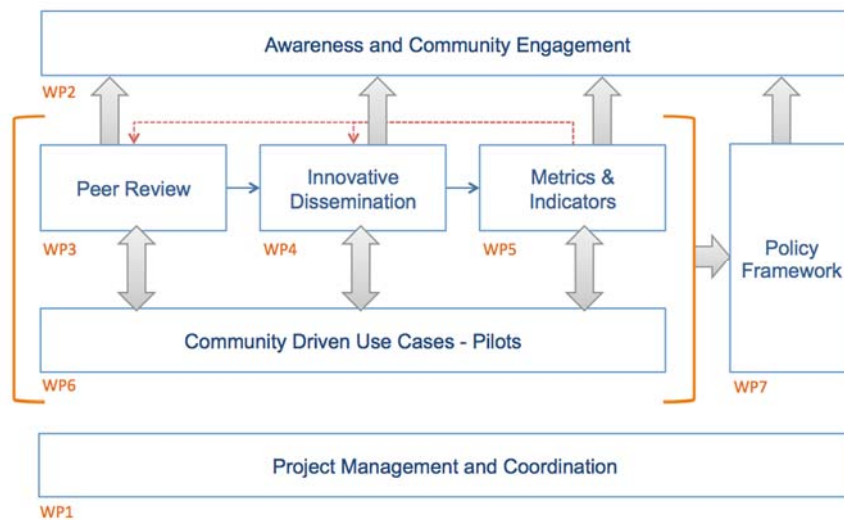 Awareness and Community Engagement
WP2
Peer Review
WP3
Innovative
Dissemination
WP4
Metrics &
Indicators
WP5
Policy
Framework
WP7
Community Driven Use Cases - Pilots
WP6
Project Management and Coordination
WP1